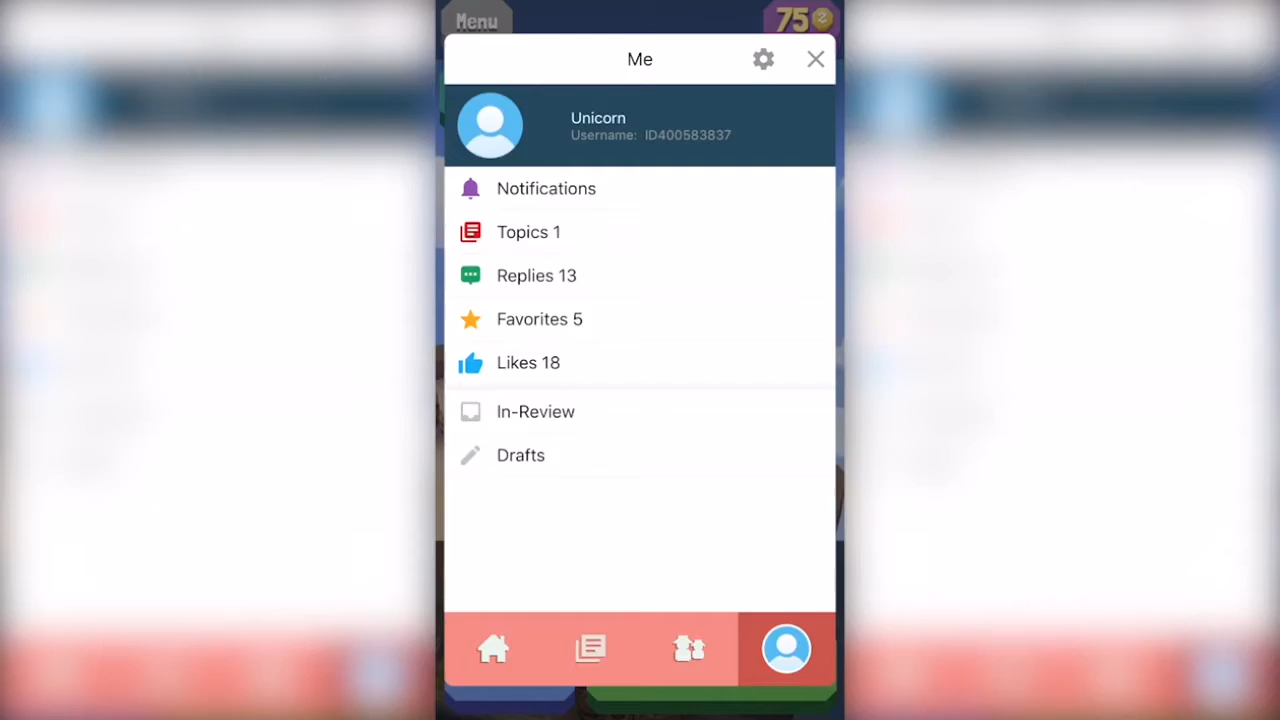 Menu
75
Me
Unicorn
Username: ID400583837
Notifications
Topics 1
Replies 13
Favorites 5
Likes 18
In-Review
Drafts